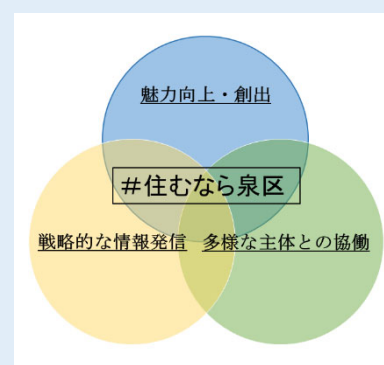 魅力向上・創出
#住むなら泉区
戦略的な情報発信 多様な主体との協働